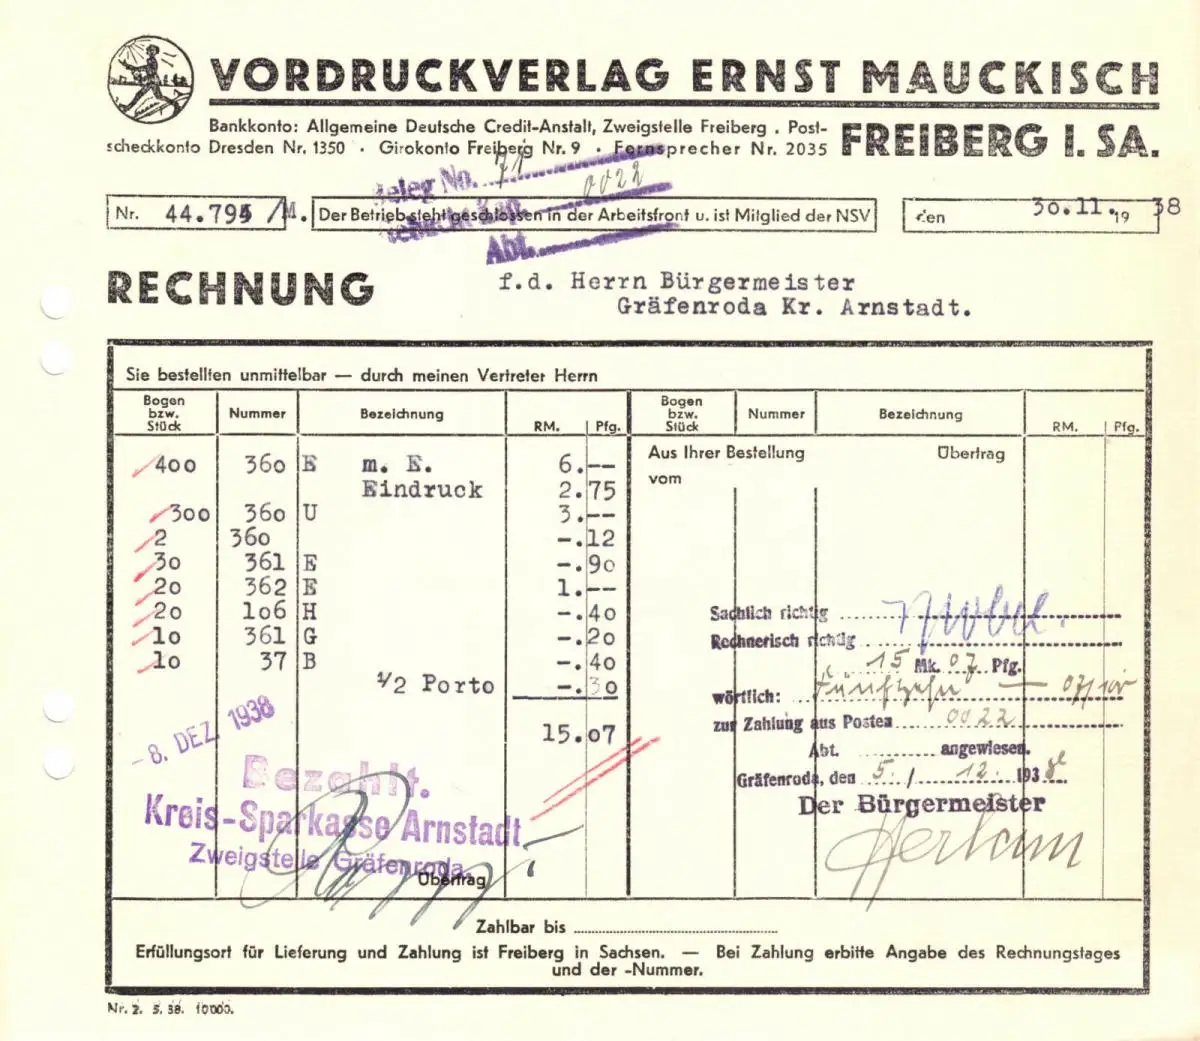 VORDRUCKVERLAG ERNST MAUCKISCH
Bankkonto: Allgemeine Deutsche Credit-Anstalt, Zweigstelle Freiberg . Post-
scheckkonto Dresden Nr. 1350 · Girokonto Freiberg Nr. 9 · Fernsprecher Nr. 2035
FREIBERG I. SA.
Beleg No. 71
0022
Abt.
Nr. 44.795 /M.
Der Betrieb steht geschlossen in der Arbeitsfront u. ist Mitglied der NSV
den 30.11.1938
RECHNUNG
f.d. Herrn Bürgermeister
Gräfenroda Kr. Arnstadt.
Sie bestellten unmittelbar — durch meinen Vertreter Herrn
Bogen bzw. Stück Nummer Bezeichnung RM. Pfg. Bogen bzw. Stück Nummer Bezeichnung RM. Pfg.
Aus Ihrer Bestellung Übertrag
vom
400 360 E m. E. 6.--
Eindruck 2.75
300 360 U 3.--
2 360 -.12
30 361 E -.90
20 362 E 1.--
20 106 H -.40
10 361 G -.20
10 37 B -.40
1/2 Porto -.30
15.07
- 8. DEZ. 1938
Bezahlt.
Kreis-Sparkasse Arnstadt
Zweigstelle Gräfenroda.
Übertrag
Sachlich richtig
Rechnerisch richtig
15 Mk. 07 Pfg.
wörtlich: fünfzehn — 07/100
zur Zahlung aus Posten 0022
Abt. angewiesen.
Gräfenroda, den 5. / 12. 1938
Der Bürgermeister
Zahlbar bis
Erfüllungsort für Lieferung und Zahlung ist Freiberg in Sachsen. — Bei Zahlung erbitte Angabe des Rechnungstages
und der -Nummer.
Nr. 2. 5. 38. 10000.